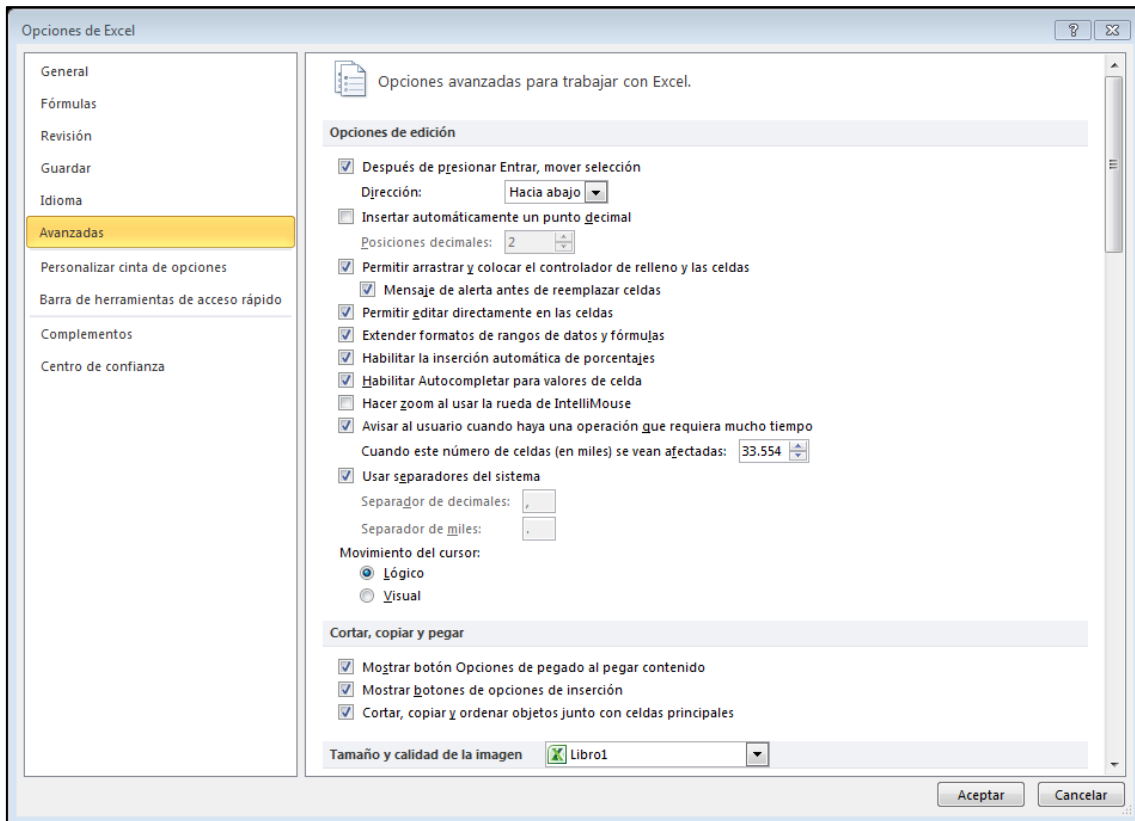 Opciones de Excel
General
Fórmulas
Revisión
Guardar
Idioma
Avanzadas
Personalizar cinta de opciones
Barra de herramientas de acceso rápido
Complementos
Centro de confianza
Opciones avanzadas para trabajar con Excel.
Opciones de edición
Después de presionar Entrar, mover selección
Dirección: Hacia abajo
Insertar automáticamente un punto decimal
Posiciones decimales: 2
Permitir arrastrar y colocar el controlador de relleno y las celdas
Mensaje de alerta antes de reemplazar celdas
Permitir editar directamente en las celdas
Extender formatos de rangos de datos y fórmulas
Habilitar la inserción automática de porcentajes
Habilitar Autocompletar para valores de celda
Hacer zoom al usar la rueda de IntelliMouse
Avisar al usuario cuando haya una operación que requiera mucho tiempo
Cuando este número de celdas (en miles) se vean afectadas: 33.554
Usar separadores del sistema
Separador de decimales: ,
Separador de miles: .
Movimiento del cursor:
Lógico
Visual
Cortar, copiar y pegar
Mostrar botón Opciones de pegado al pegar contenido
Mostrar botones de opciones de inserción
Cortar, copiar y ordenar objetos junto con celdas principales
Tamaño y calidad de la imagen Libro1
Aceptar Cancelar